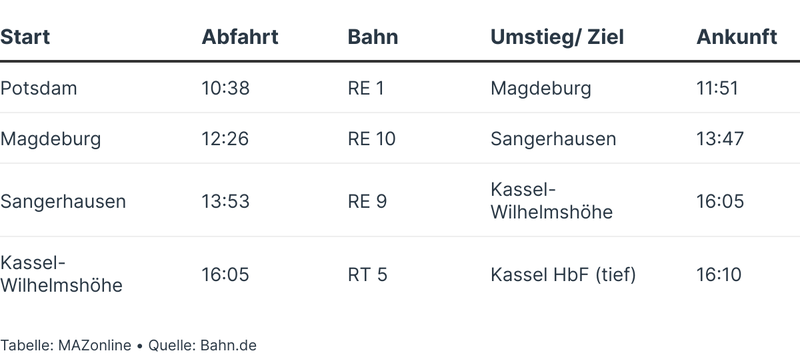 Start Abfahrt Bahn Umstieg/ Ziel Ankunft
Potsdam 10:38 RE 1 Magdeburg 11:51
Magdeburg 12:26 RE 10 Sangerhausen 13:47
Sangerhausen 13:53 RE 9 Kassel-
Wilhelmshöhe 16:05
Kassel-
Wilhelmshöhe 16:05 RT 5 Kassel HbF (tief) 16:10
Tabelle: MAZonline • Quelle: Bahn.de